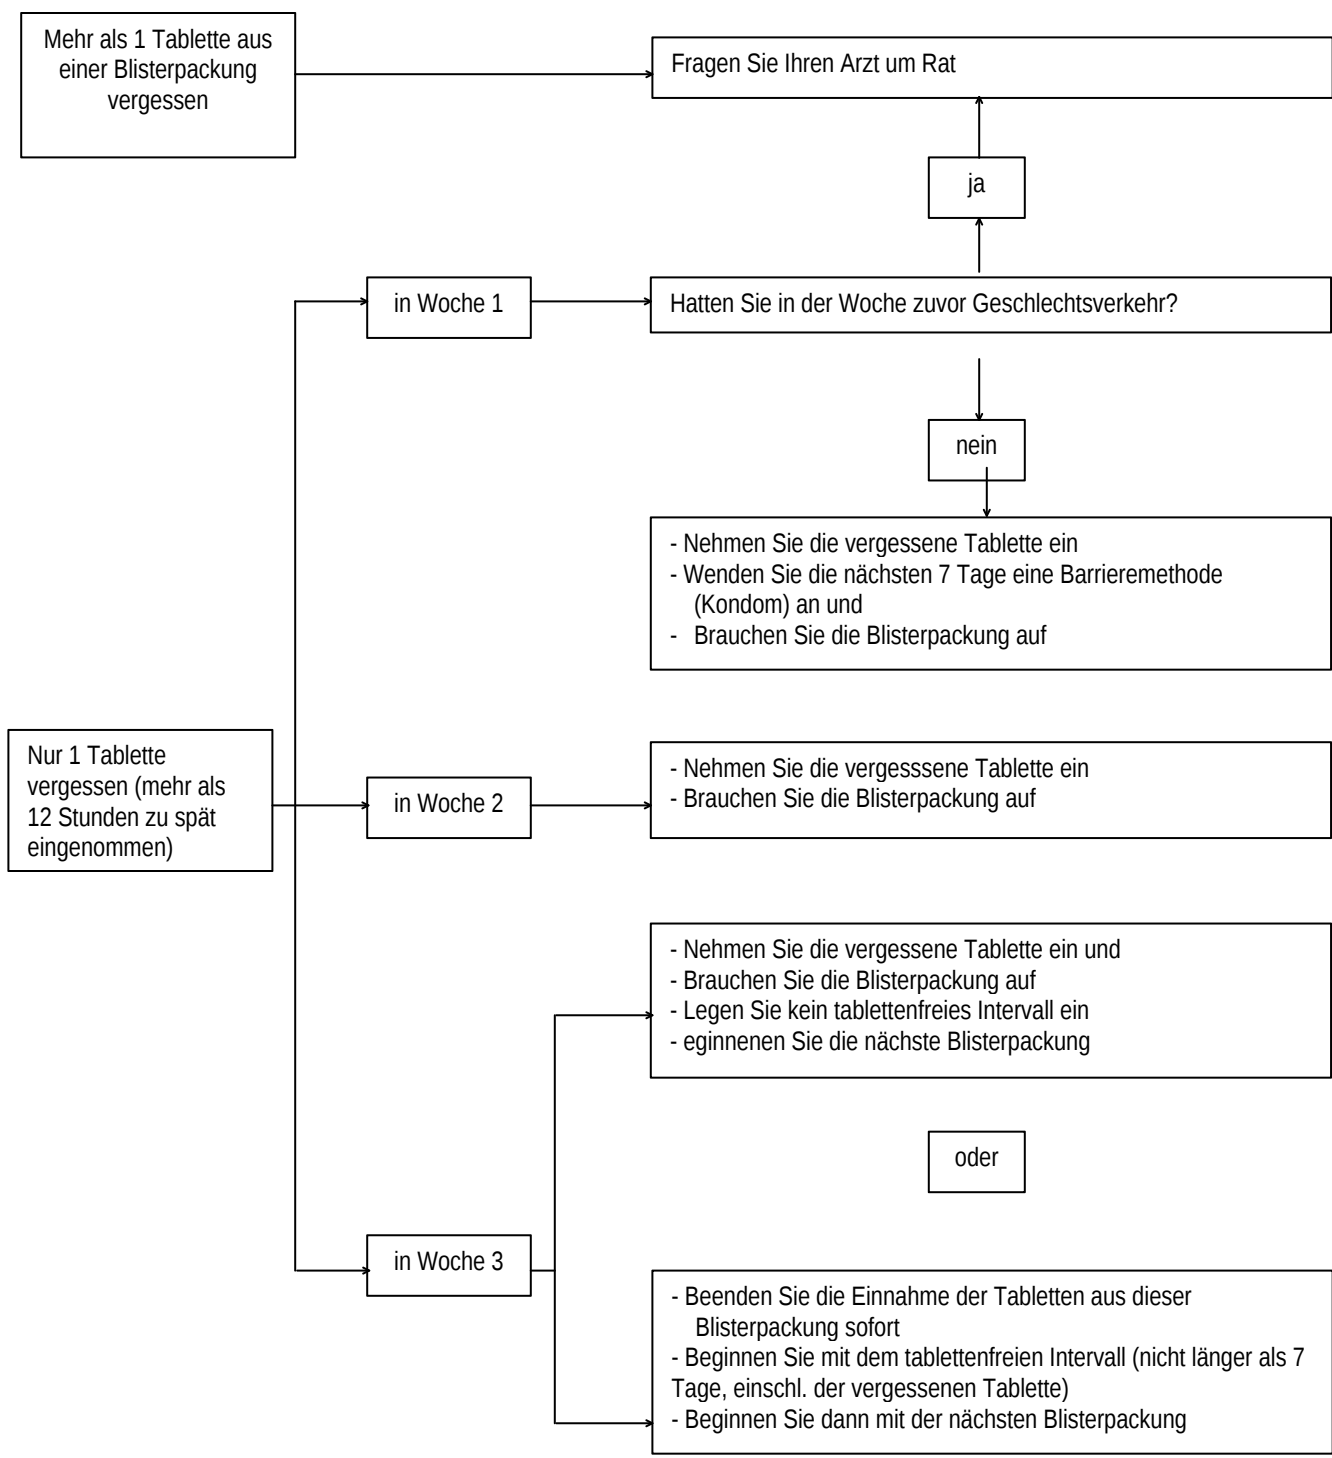 Mehr als 1 Tablette aus
einer Blisterpackung
vergessen
Fragen Sie Ihren Arzt um Rat
ja
in Woche 1
Hatten Sie in der Woche zuvor Geschlechtsverkehr?
nein
- Nehmen Sie die vergessene Tablette ein
- Wenden Sie die nächsten 7 Tage eine Barrieremethode
(Kondom) an und
- Brauchen Sie die Blisterpackung auf
Nur 1 Tablette
vergessen (mehr als
12 Stunden zu spät
eingenommen)
in Woche 2
- Nehmen Sie die vergesssene Tablette ein
- Brauchen Sie die Blisterpackung auf
- Nehmen Sie die vergessene Tablette ein und
- Brauchen Sie die Blisterpackung auf
- Legen Sie kein tablettenfreies Intervall ein
- eginnenen Sie die nächste Blisterpackung
oder
in Woche 3
- Beenden Sie die Einnahme der Tabletten aus dieser
Blisterpackung sofort
- Beginnen Sie mit dem tablettenfreien Intervall (nicht länger als 7
Tage, einschl. der vergessenen Tablette)
- Beginnen Sie dann mit der nächsten Blisterpackung